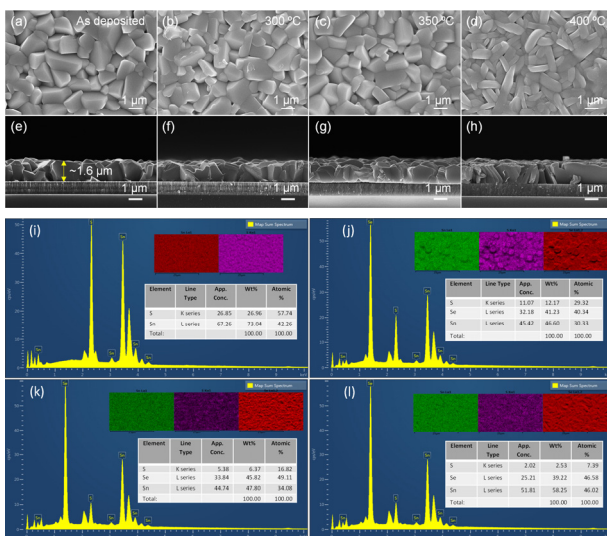 (a) As deposited
(b) 300 ºC
(c) 350 ºC
(d) 400 ºC
1 µm
1 µm
1 µm
1 µm
(e)
(f)
(g)
(h)
~1.6 µm
1 µm
1 µm
1 µm
1 µm
(i)
Map Sum Spectrum
Element Line Type App. Conc. Wt% Atomic %
S K series 26.85 26.96 57.74
Sn L series 67.26 73.04 42.26
Total: 100.00 100.00
(j)
Map Sum Spectrum
Element Line Type App. Conc. Wt% Atomic %
S K series 11.07 12.17 29.32
Se L series 32.18 41.23 40.34
Sn L series 45.42 46.60 30.33
Total: 100.00 100.00
(k)
Map Sum Spectrum
Element Line Type App. Conc. Wt% Atomic %
S K series 5.38 6.37 16.82
Se L series 33.84 45.82 49.11
Sn L series 44.74 47.80 34.08
Total: 100.00 100.00
(l)
Map Sum Spectrum
Element Line Type App. Conc. Wt% Atomic %
S K series 2.02 2.53 7.39
Se L series 25.21 39.22 46.58
Sn L series 51.81 58.25 46.02
Total: 100.00 100.00